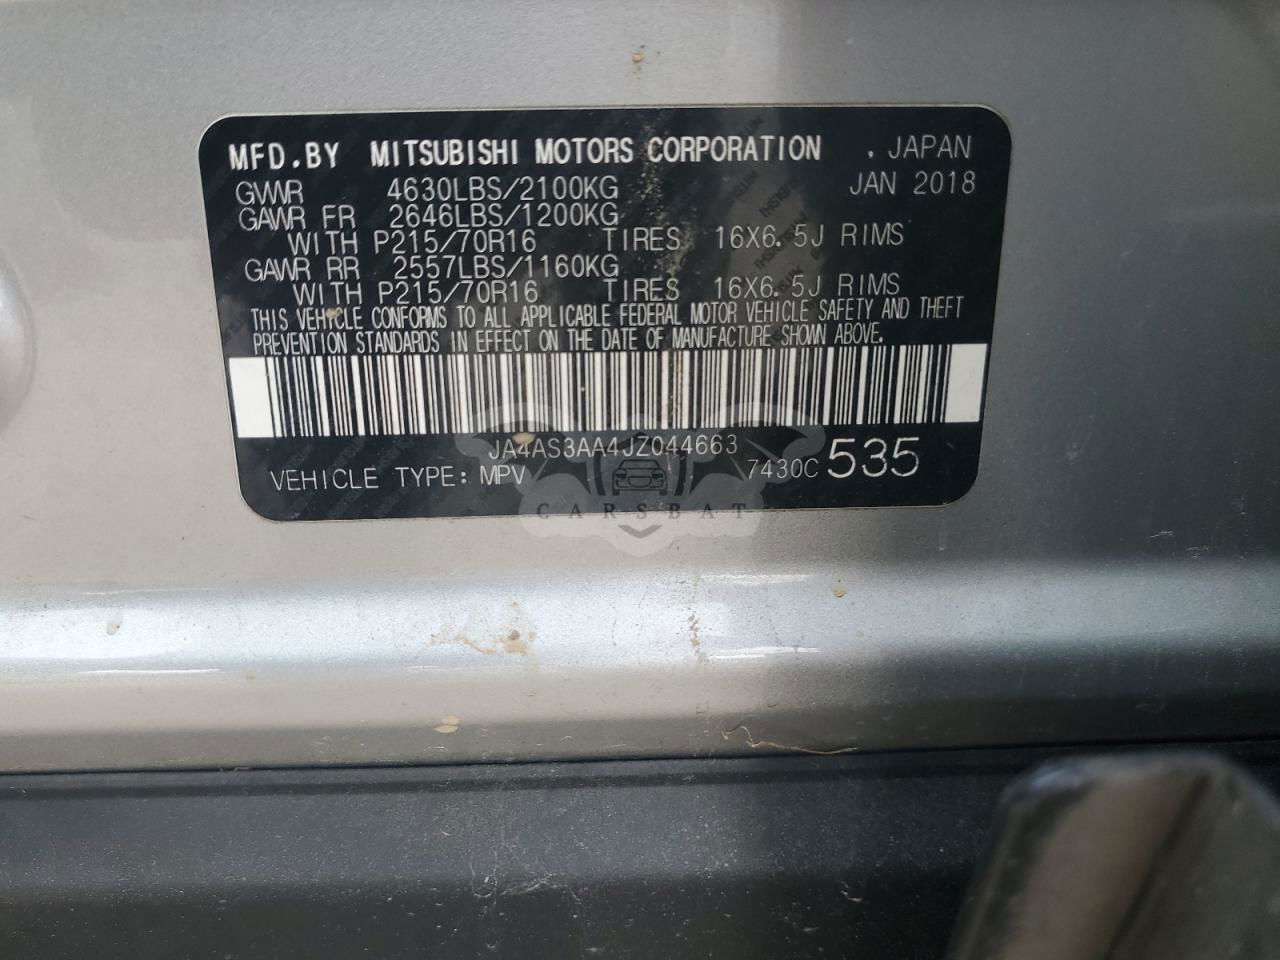 MFD.BY MITSUBISHI MOTORS CORPORATION . JAPAN
GVWR 4630LBS/2100KG JAN 2018
GAWR FR 2646LBS/1200KG
WITH P215/70R16 TIRES 16X6.5J RIMS
GAWR RR 2557LBS/1160KG
WITH P215/70R16 TIRES 16X6.5J RIMS
THIS VEHICLE CONFORMS TO ALL APPLICABLE FEDERAL MOTOR VEHICLE SAFETY AND THEFT
PREVENTION STANDARDS IN EFFECT ON THE DATE OF MANUFACTURE SHOWN ABOVE.
JA4AS3AA4JZ044663
VEHICLE TYPE: MPV 7430C 535
CARSBAT